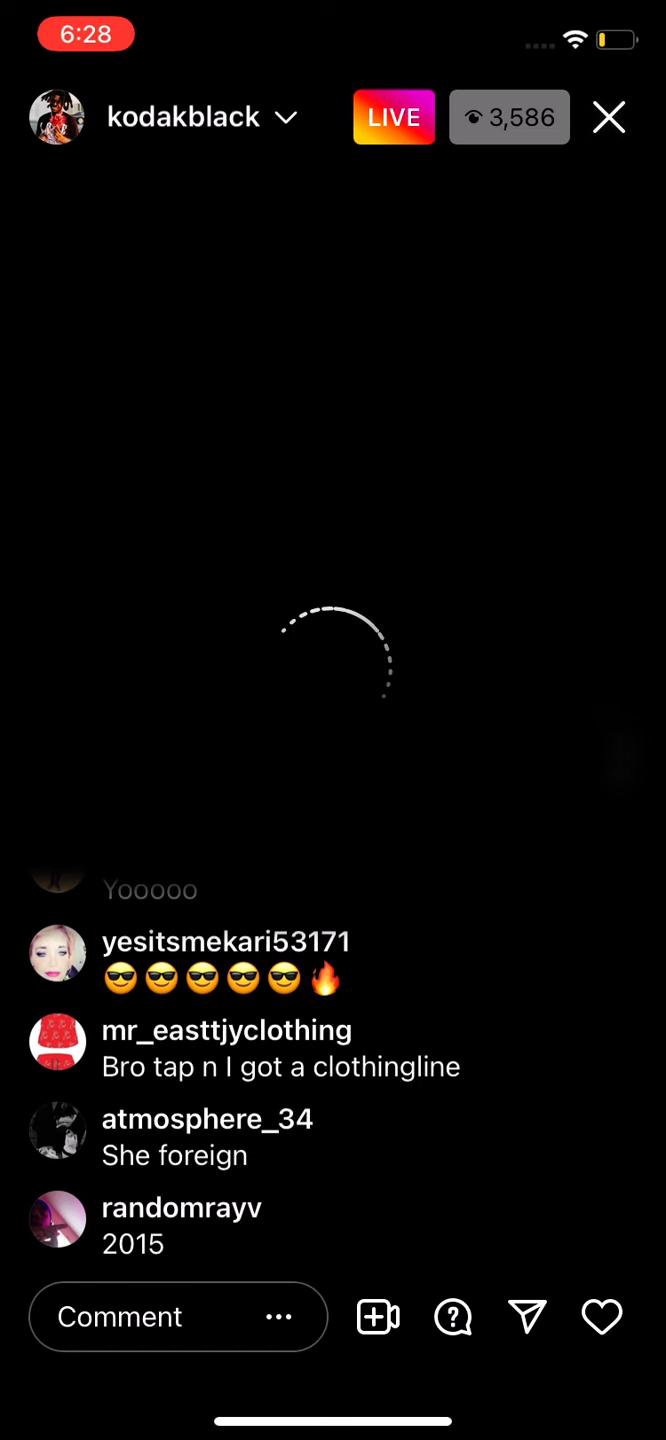 6:28
kodakblack
LIVE
3,586
Yooooo
yesitsmekari53171
😎😎😎😎😎🔥
mr_easttjyclothing
Bro tap n I got a clothingline
atmosphere_34
She foreign
randomrayv
2015
Comment